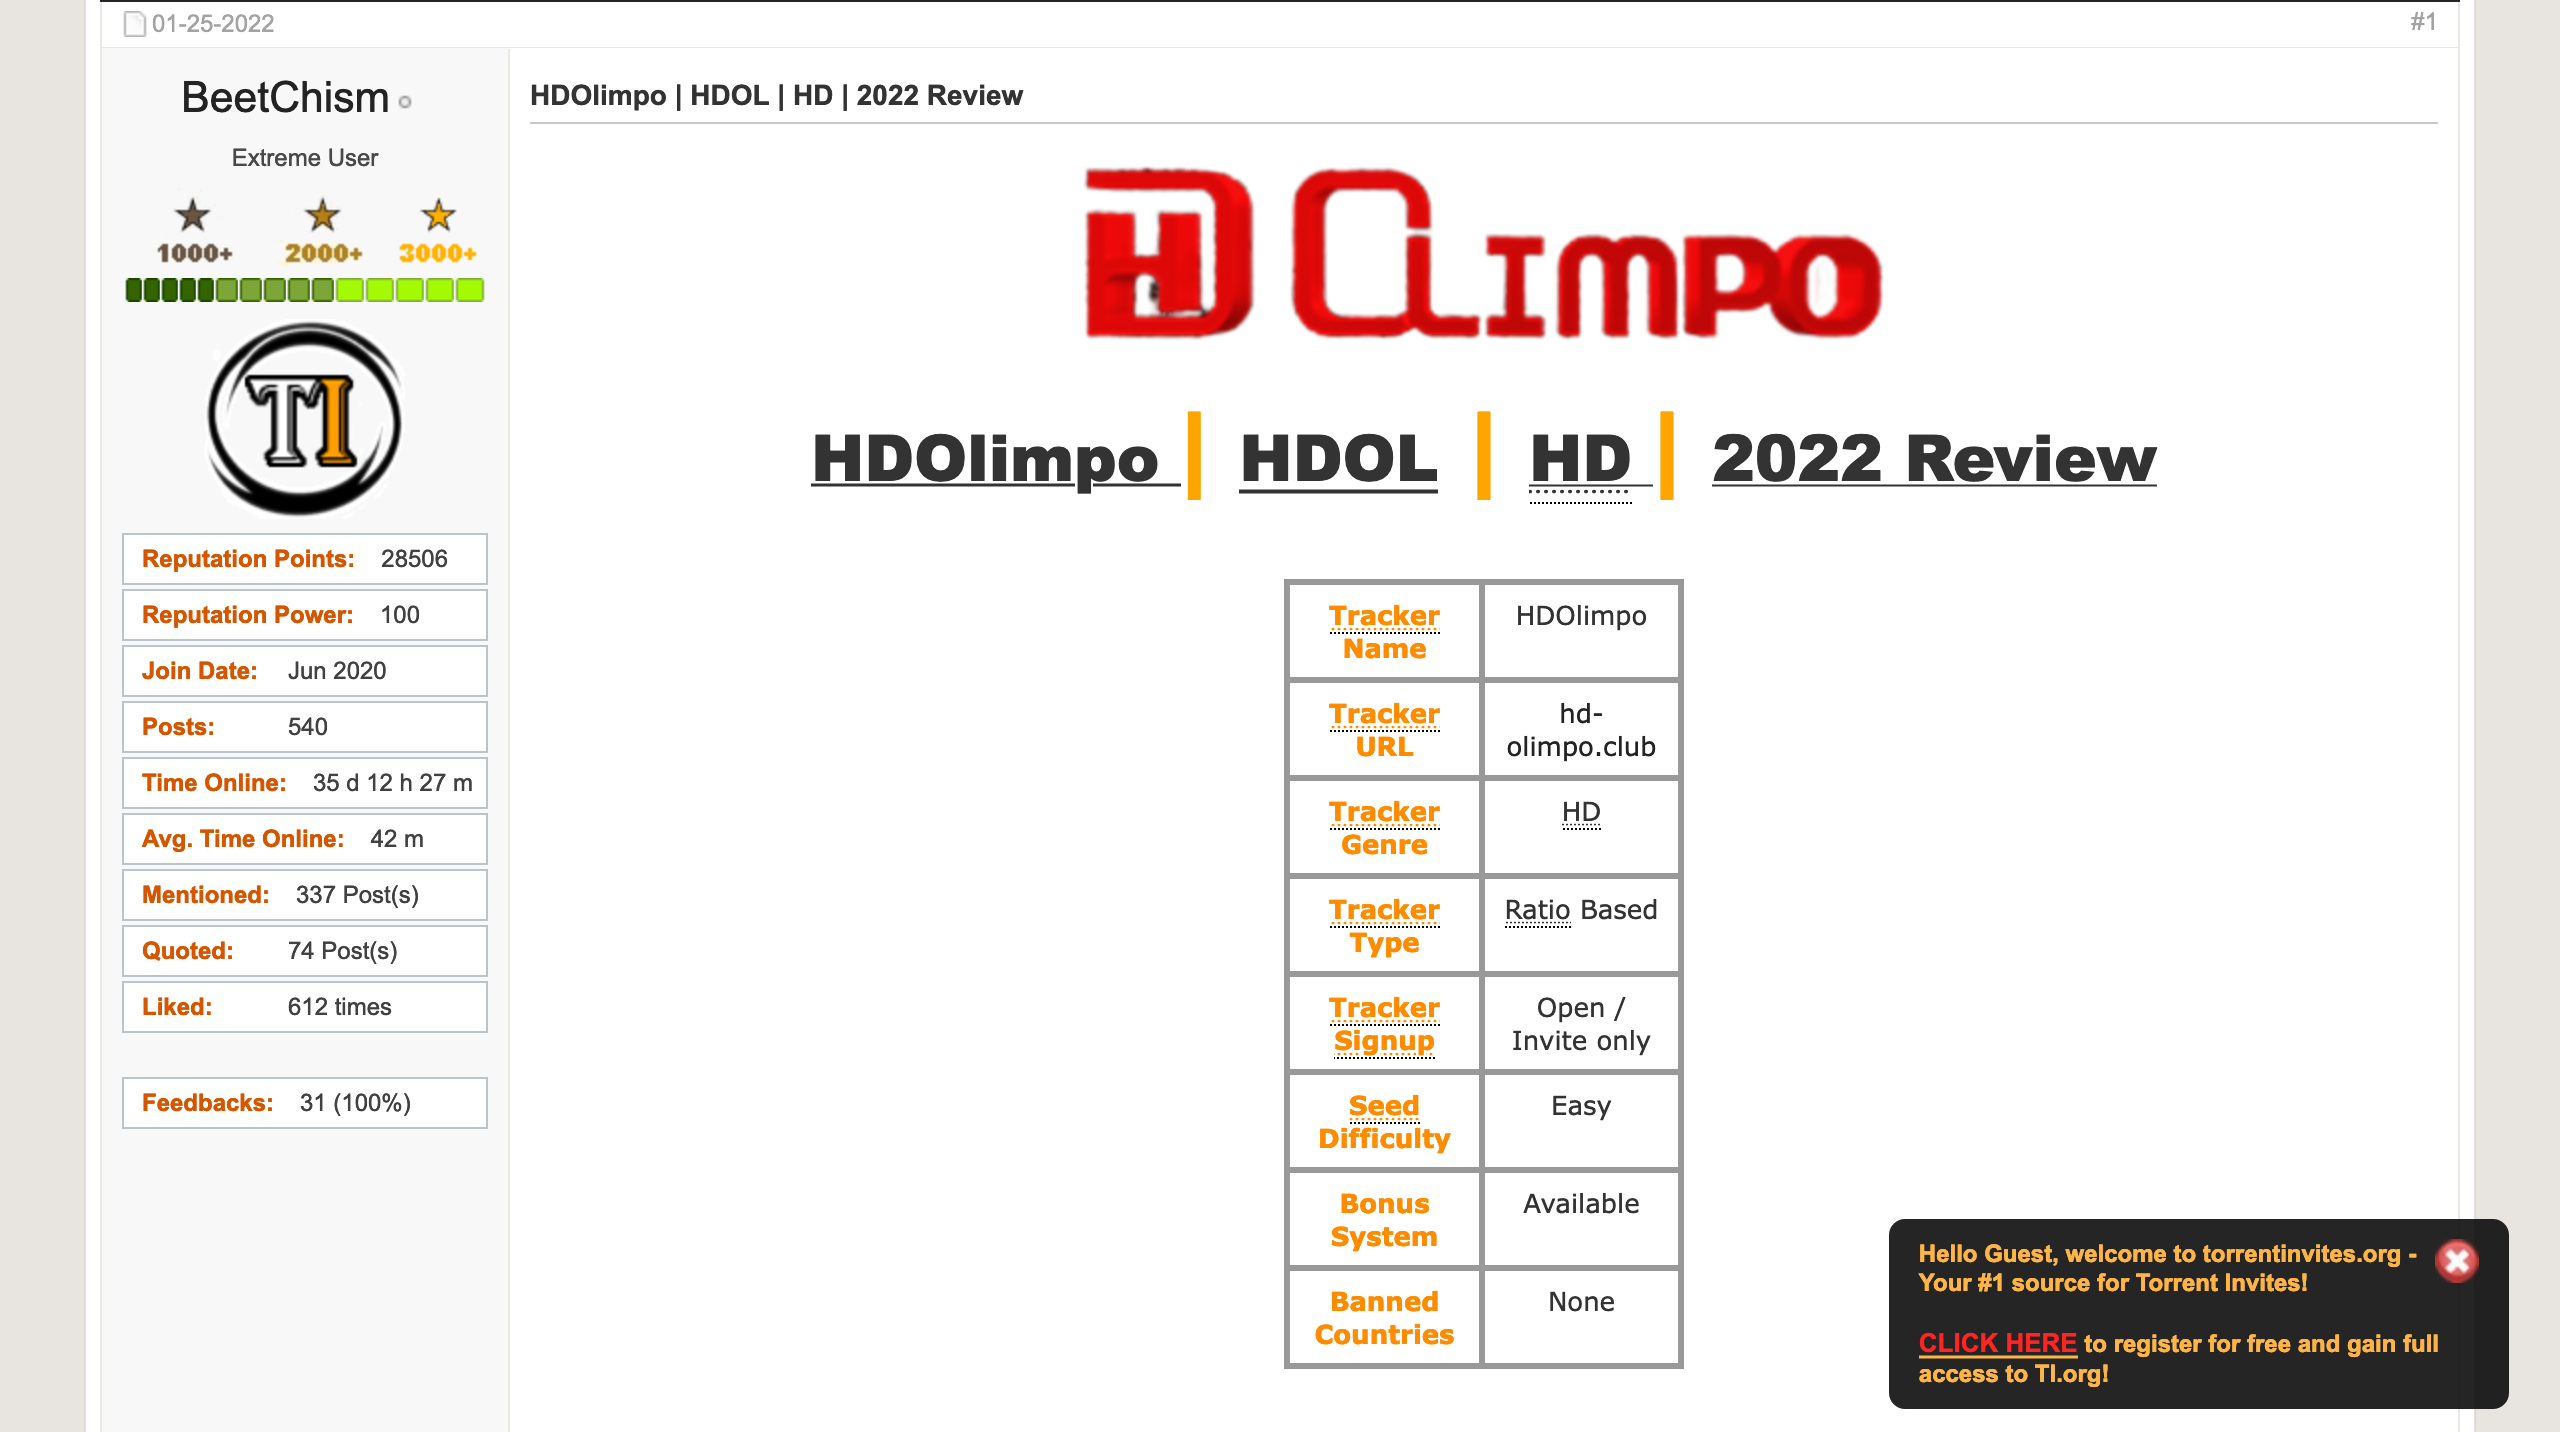 01-25-2022
#1
BeetChism
Extreme User
1000+ 2000+ 3000+
TI
Reputation Points: 28506
Reputation Power: 100
Join Date: Jun 2020
Posts: 540
Time Online: 35 d 12 h 27 m
Avg. Time Online: 42 m
Mentioned: 337 Post(s)
Quoted: 74 Post(s)
Liked: 612 times
Feedbacks: 31 (100%)
HDOlimpo | HDOL | HD | 2022 Review
HD OLIMPO
HDOlimpo | HDOL | HD | 2022 Review
Tracker
Name
HDOlimpo
Tracker
URL
hd-
olimpo.club
Tracker
Genre
HD
Tracker
Type
Ratio Based
Tracker
Signup
Open /
Invite only
Seed
Difficulty
Easy
Bonus
System
Available
Banned
Countries
None
Hello Guest, welcome to torrentinvites.org -
Your #1 source for Torrent Invites!
CLICK HERE to register for free and gain full
access to TI.org!